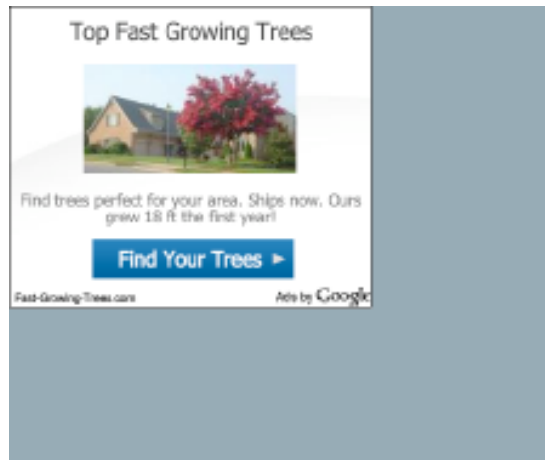 Top Fast Growing Trees
Find trees perfect for your area. Ships now. Ours
grew 18 ft the first year!
Find Your Trees
Fast-Growing-Trees.com
Ads by Google